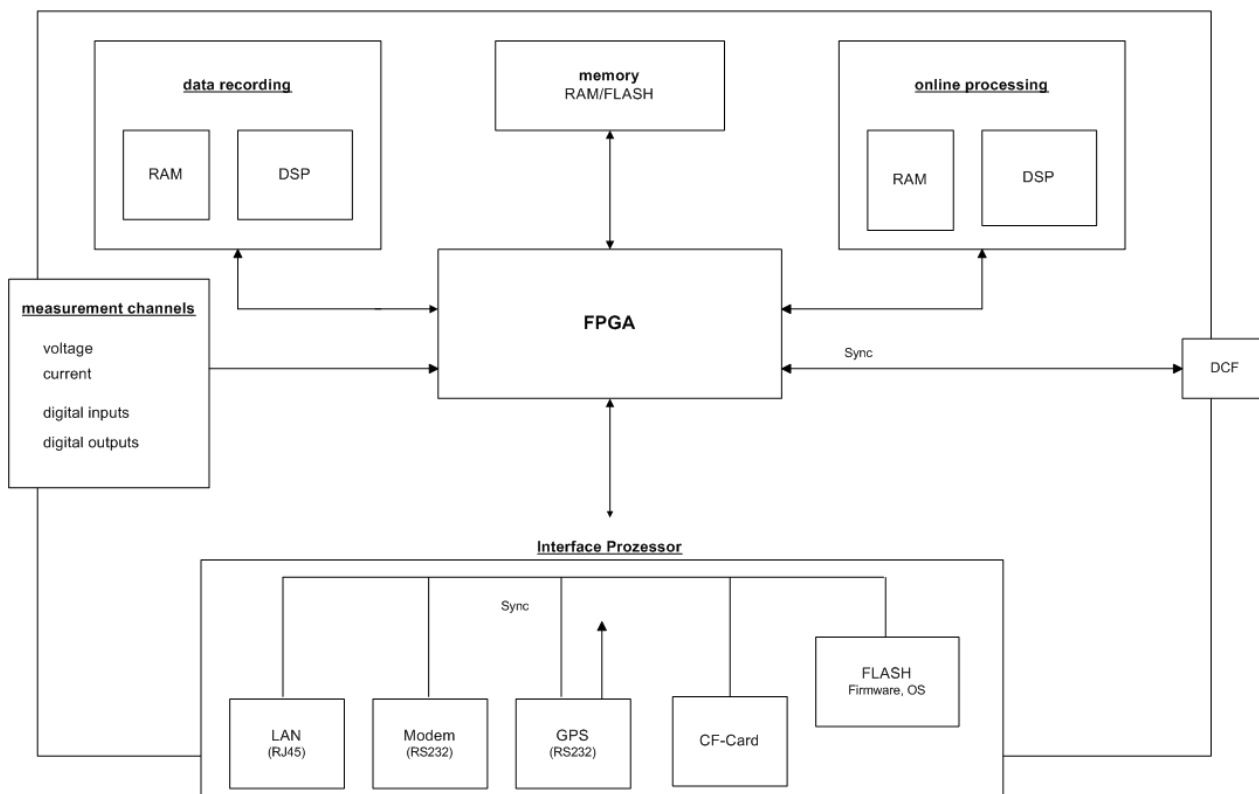 data recording
RAM
DSP
memory
RAM/FLASH
online processing
RAM
DSP
measurement channels
voltage
current
digital inputs
digital outputs
FPGA
Sync
DCF
Interface Prozessor
Sync
LAN
(RJ45)
Modem
(RS232)
GPS
(RS232)
CF-Card
FLASH
Firmware, OS